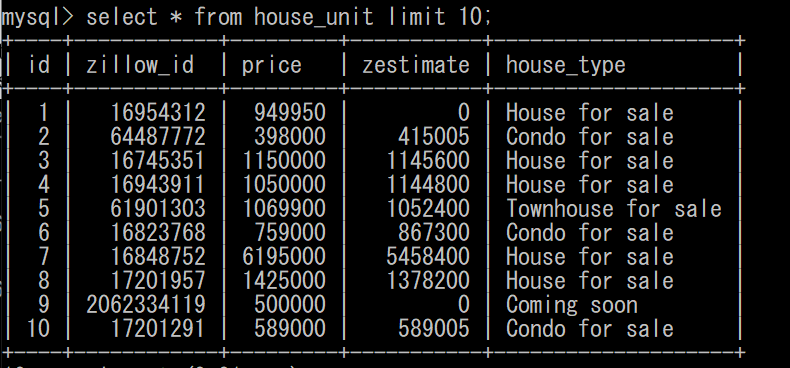 mysql> select * from house_unit limit 10;
+----+------------+---------+-----------+--------------------+
| id | zillow_id | price | zestimate | house_type |
+----+------------+---------+-----------+--------------------+
| 1 | 16954312 | 949950 | 0 | House for sale |
| 2 | 64487772 | 398000 | 415005 | Condo for sale |
| 3 | 16745351 | 1150000 | 1145600 | House for sale |
| 4 | 16943911 | 1050000 | 1144800 | House for sale |
| 5 | 61901303 | 1069900 | 1052400 | Townhouse for sale |
| 6 | 16823768 | 759000 | 867300 | Condo for sale |
| 7 | 16848752 | 6195000 | 5458400 | House for sale |
| 8 | 17201957 | 1425000 | 1378200 | House for sale |
| 9 | 2062334119 | 500000 | 0 | Coming soon |
| 10 | 17201291 | 589000 | 589005 | Condo for sale |
+----+------------+---------+-----------+--------------------+